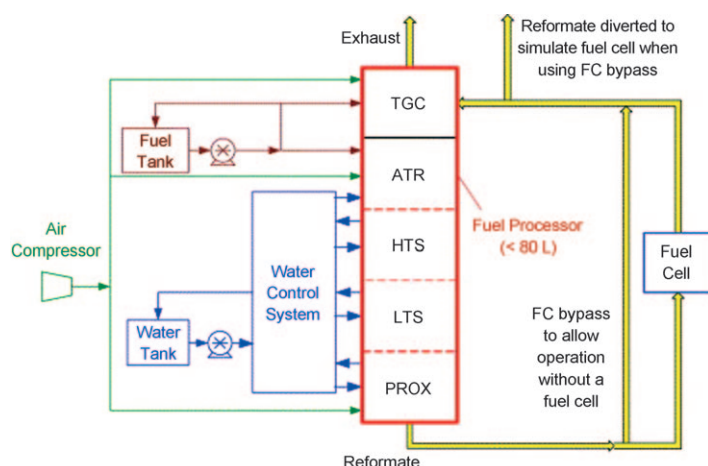 Exhaust
Reformate diverted to
simulate fuel cell when
using FC bypass
TGC
Fuel
Tank
ATR
Air
Compressor
Fuel Processor
(< 80 L)
HTS
Water
Control
System
Fuel
Cell
LTS
Water
Tank
FC bypass
to allow
operation
without a
fuel cell
PROX
Reformate